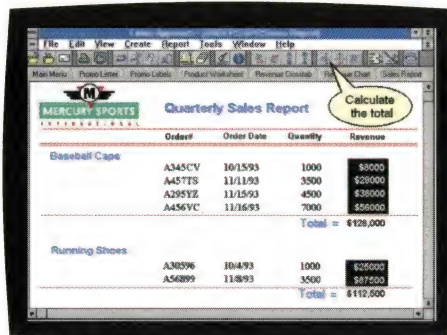 File Edit View Create Report Tools Window Help
Main Menu Promo Letter Promo Labels Product Worksheet Revenue Crosstab Chart Sales Report
Calculate the total
M
MERCURY SPORTS
INTERNATIONAL
Quarterly Sales Report
Order# Order Date Quantity Revenue
Baseball Caps
A345CV 10/15/93 1000 $8000
A457TS 11/11/93 3500 $28000
A295YZ 11/15/93 4500 $36000
A456VC 11/16/93 7000 $56000
Total = $128,000
Running Shoes
A30596 10/4/93 1000 $25000
A56899 11/8/93 3500 $87500
Total = $112,500